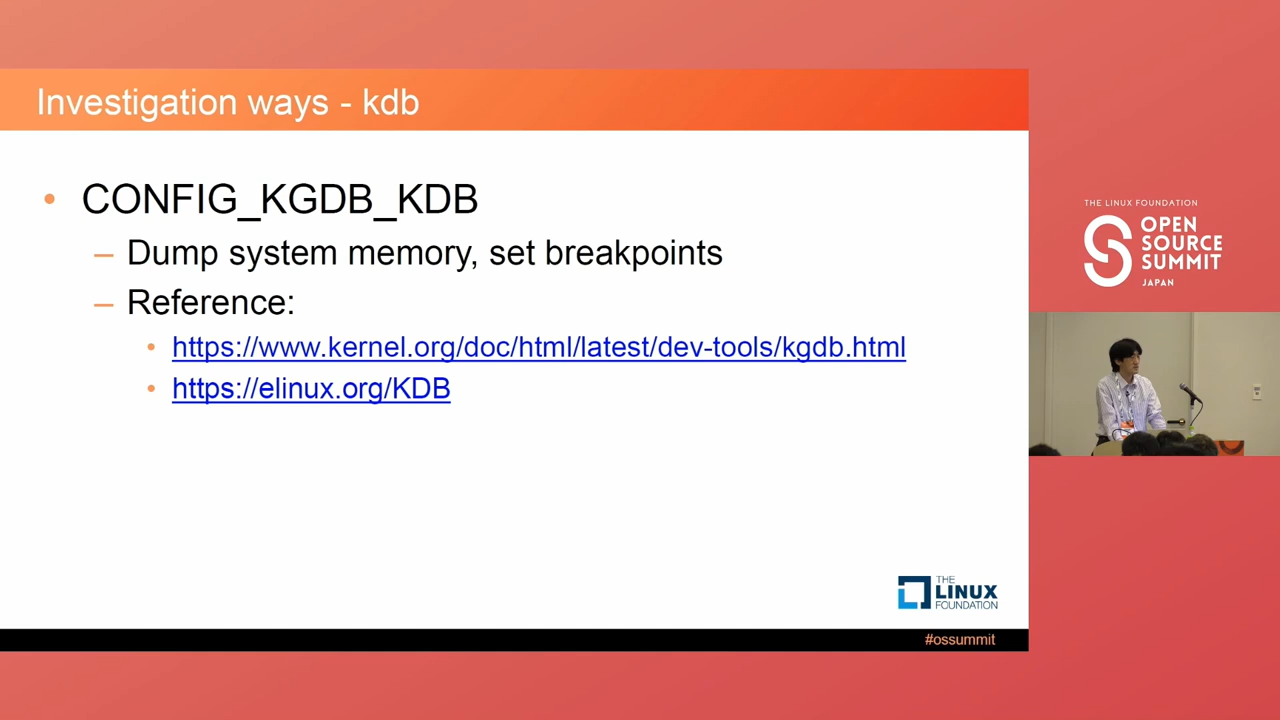 Investigation ways - kdb
• CONFIG_KGDB_KDB
– Dump system memory, set breakpoints
– Reference:
• https://www.kernel.org/doc/html/latest/dev-tools/kgdb.html
• https://elinux.org/KDB
THE
LINUX
FOUNDATION
#ossummit
THE LINUX FOUNDATION
OPEN
SOURCE
SUMMIT
JAPAN